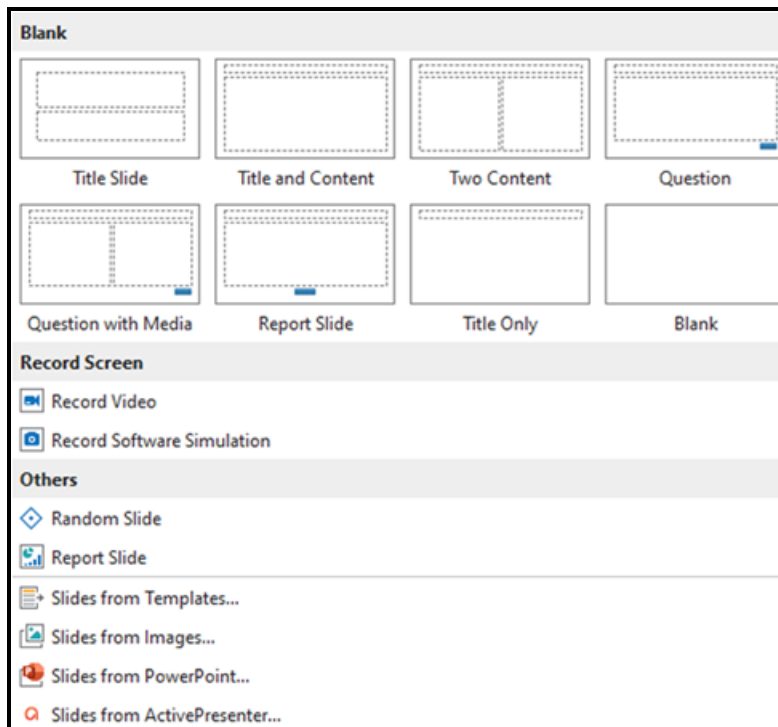 Blank
Title Slide Title and Content Two Content Question
Question with Media Report Slide Title Only Blank
Record Screen
Record Video
Record Software Simulation
Others
Random Slide
Report Slide
Slides from Templates...
Slides from Images...
Slides from PowerPoint...
Slides from ActivePresenter...